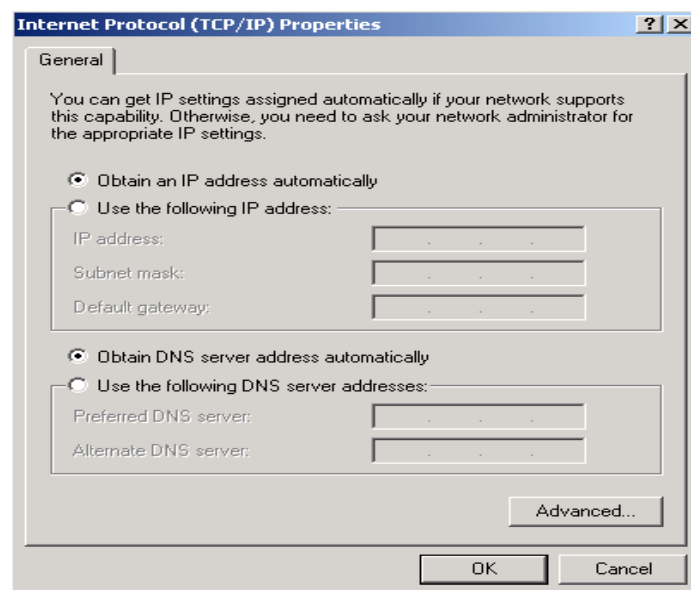 Internet Protocol (TCP/IP) Properties
General
You can get IP settings assigned automatically if your network supports
this capability. Otherwise, you need to ask your network administrator for
the appropriate IP settings.
Obtain an IP address automatically
Use the following IP address:
IP address:
Subnet mask:
Default gateway:
Obtain DNS server address automatically
Use the following DNS server addresses:
Preferred DNS server:
Alternate DNS server:
Advanced...
OK Cancel